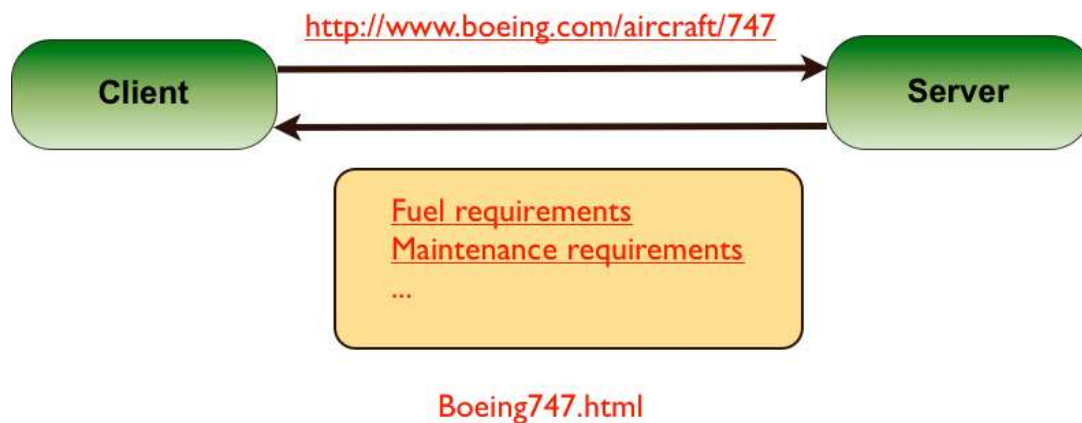 http://www.boeing.com/aircraft/747
Client
Server
Fuel requirements
Maintenance requirements
...
Boeing747.html